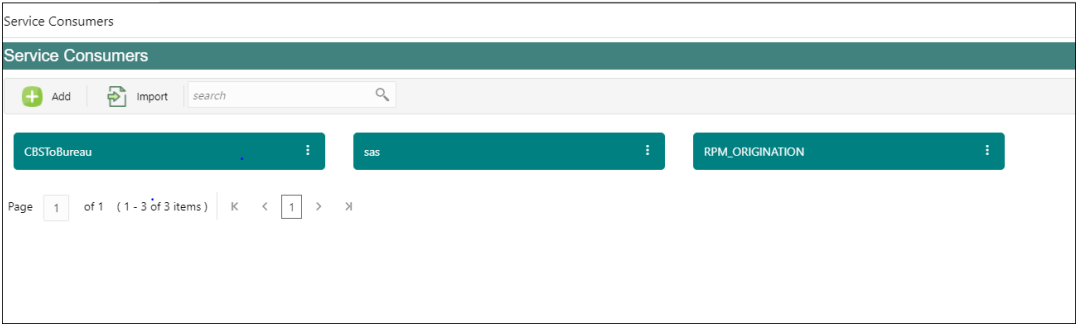 Service Consumers
Service Consumers
Add Import search
CBSToBureau sas RPM_ORIGINATION
Page 1 of 1 ( 1 - 3 of 3 items ) 1